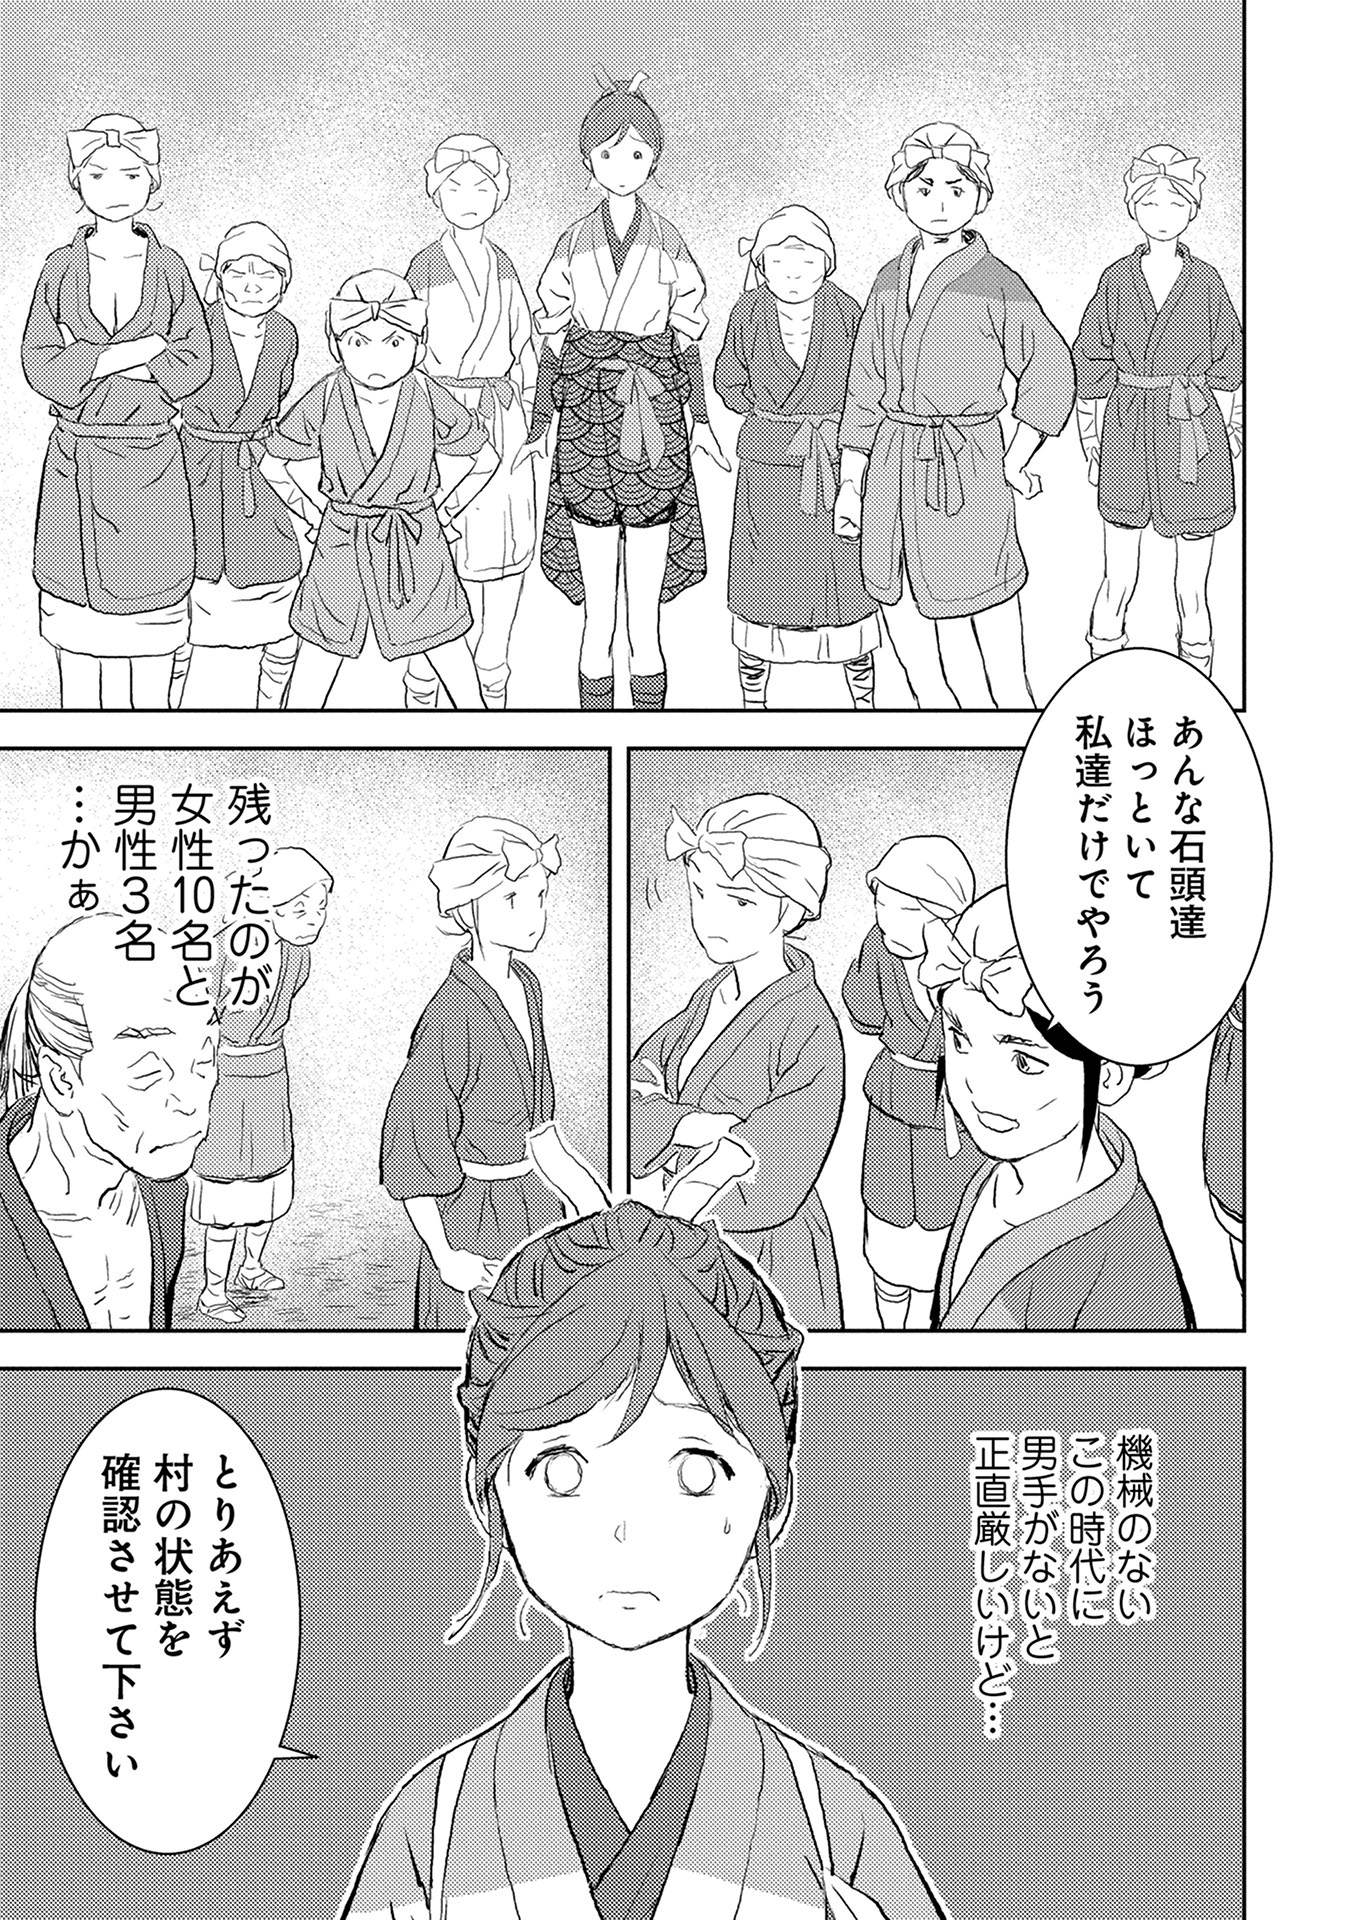 あんな石頭達
ほっといて
私達だけでやろう
残ったのが
女性10名と
男性3名
…かぁ
機械のない
この時代に
男手がないと
正直厳しいけど…
とりあえず
村の状態を
確認させて下さい